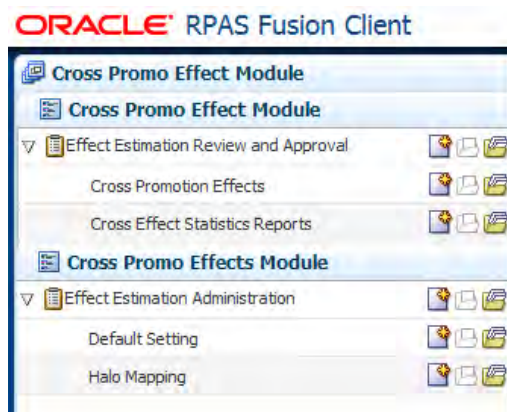 ORACLE® RPAS Fusion Client
Cross Promo Effect Module
Cross Promo Effect Module
Effect Estimation Review and Approval
Cross Promotion Effects
Cross Effect Statistics Reports
Cross Promo Effects Module
Effect Estimation Administration
Default Setting
Halo Mapping